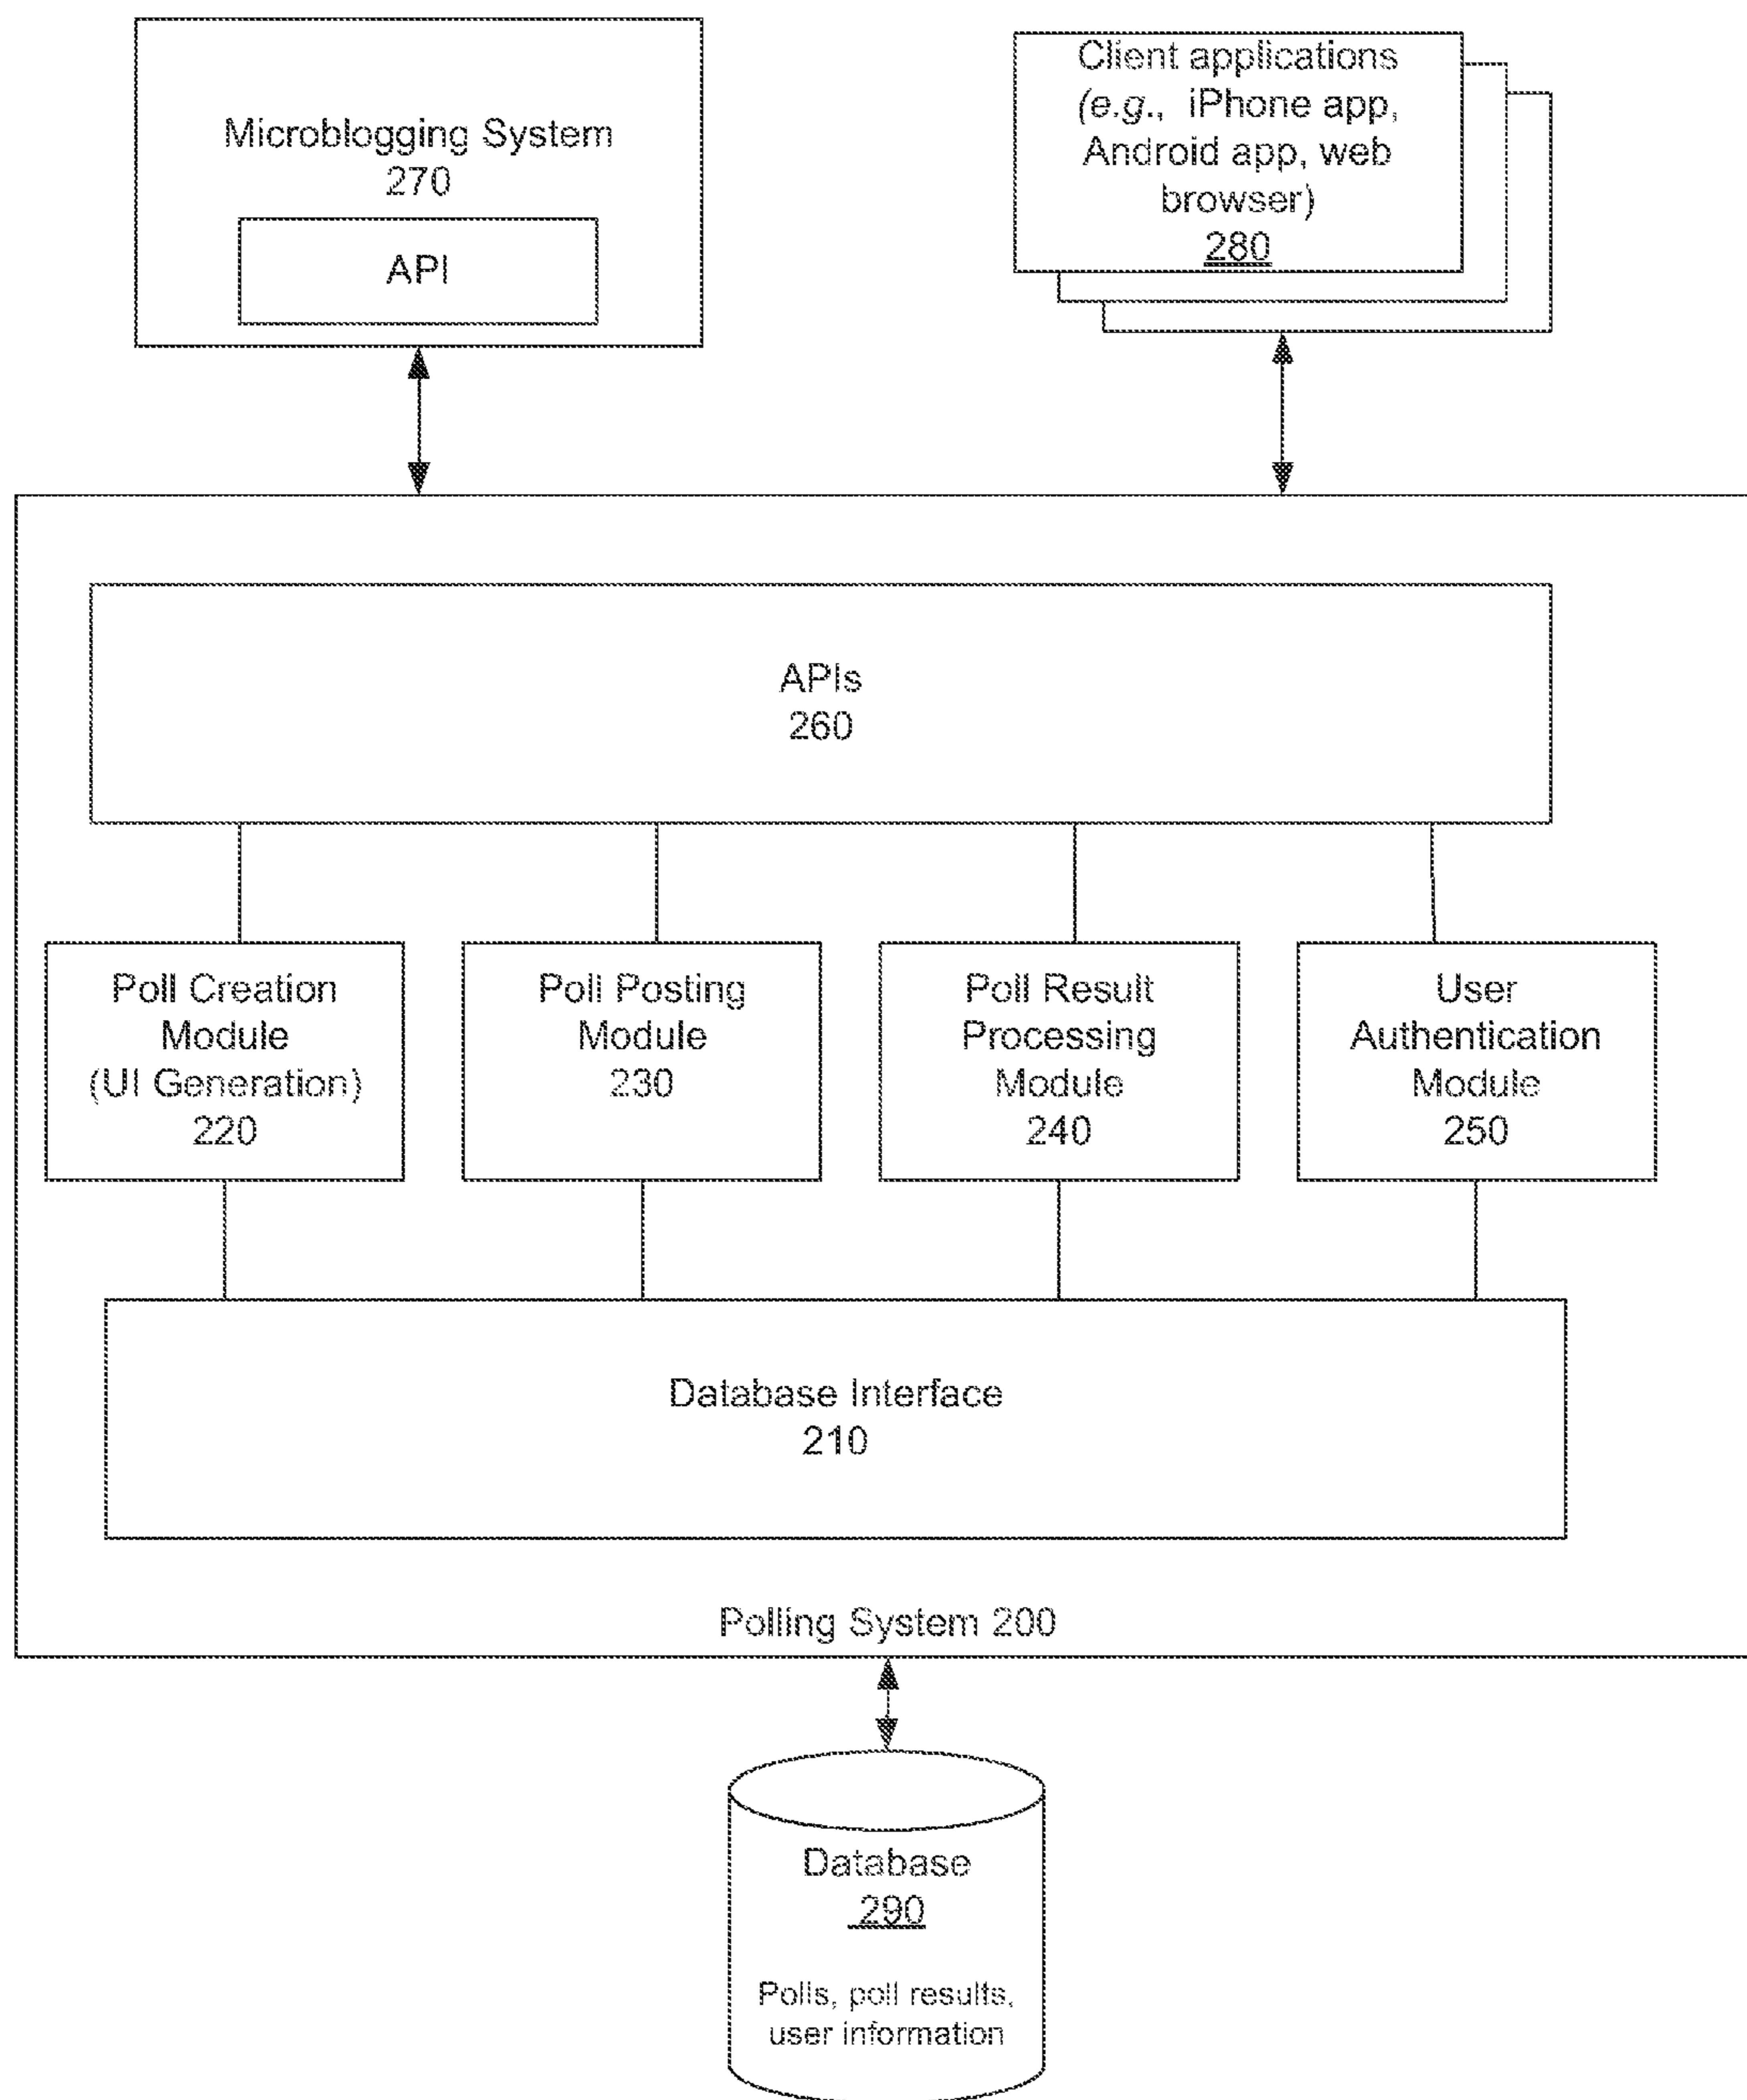 Microblogging System
270
API
Client applications
(e.g., iPhone app,
Android app, web
browser)
280
APIs
260
Poll Creation
Module
(UI Generation)
220
Poll Posting
Module
230
Poll Result
Processing
Module
240
User
Authentication
Module
250
Database Interface
210
Polling System 200
Database
290
Polls, poll results,
user information